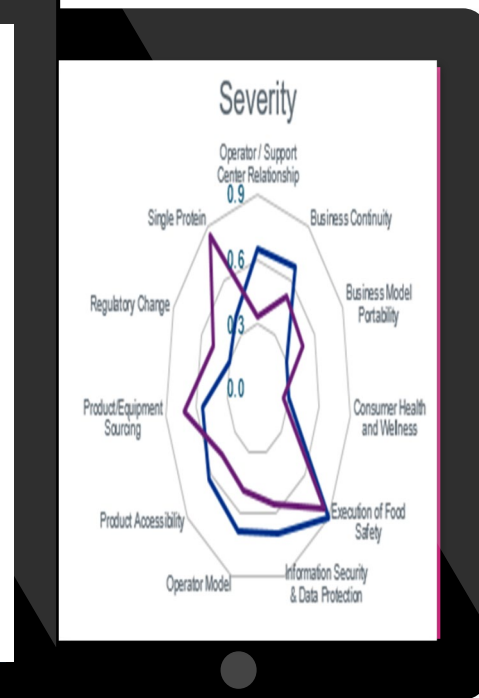 Severity
Operator / Support
Center Relationship
0.9
Single Protein
Business Continuity
0.6
Regulatory Change
Business Model
Portability
0.3
0.0
Product/Equipment
Sourcing
Consumer Health
and Wellness
Product Accessibility
Execution of Food
Safety
Operator Model
Information Security
& Data Protection